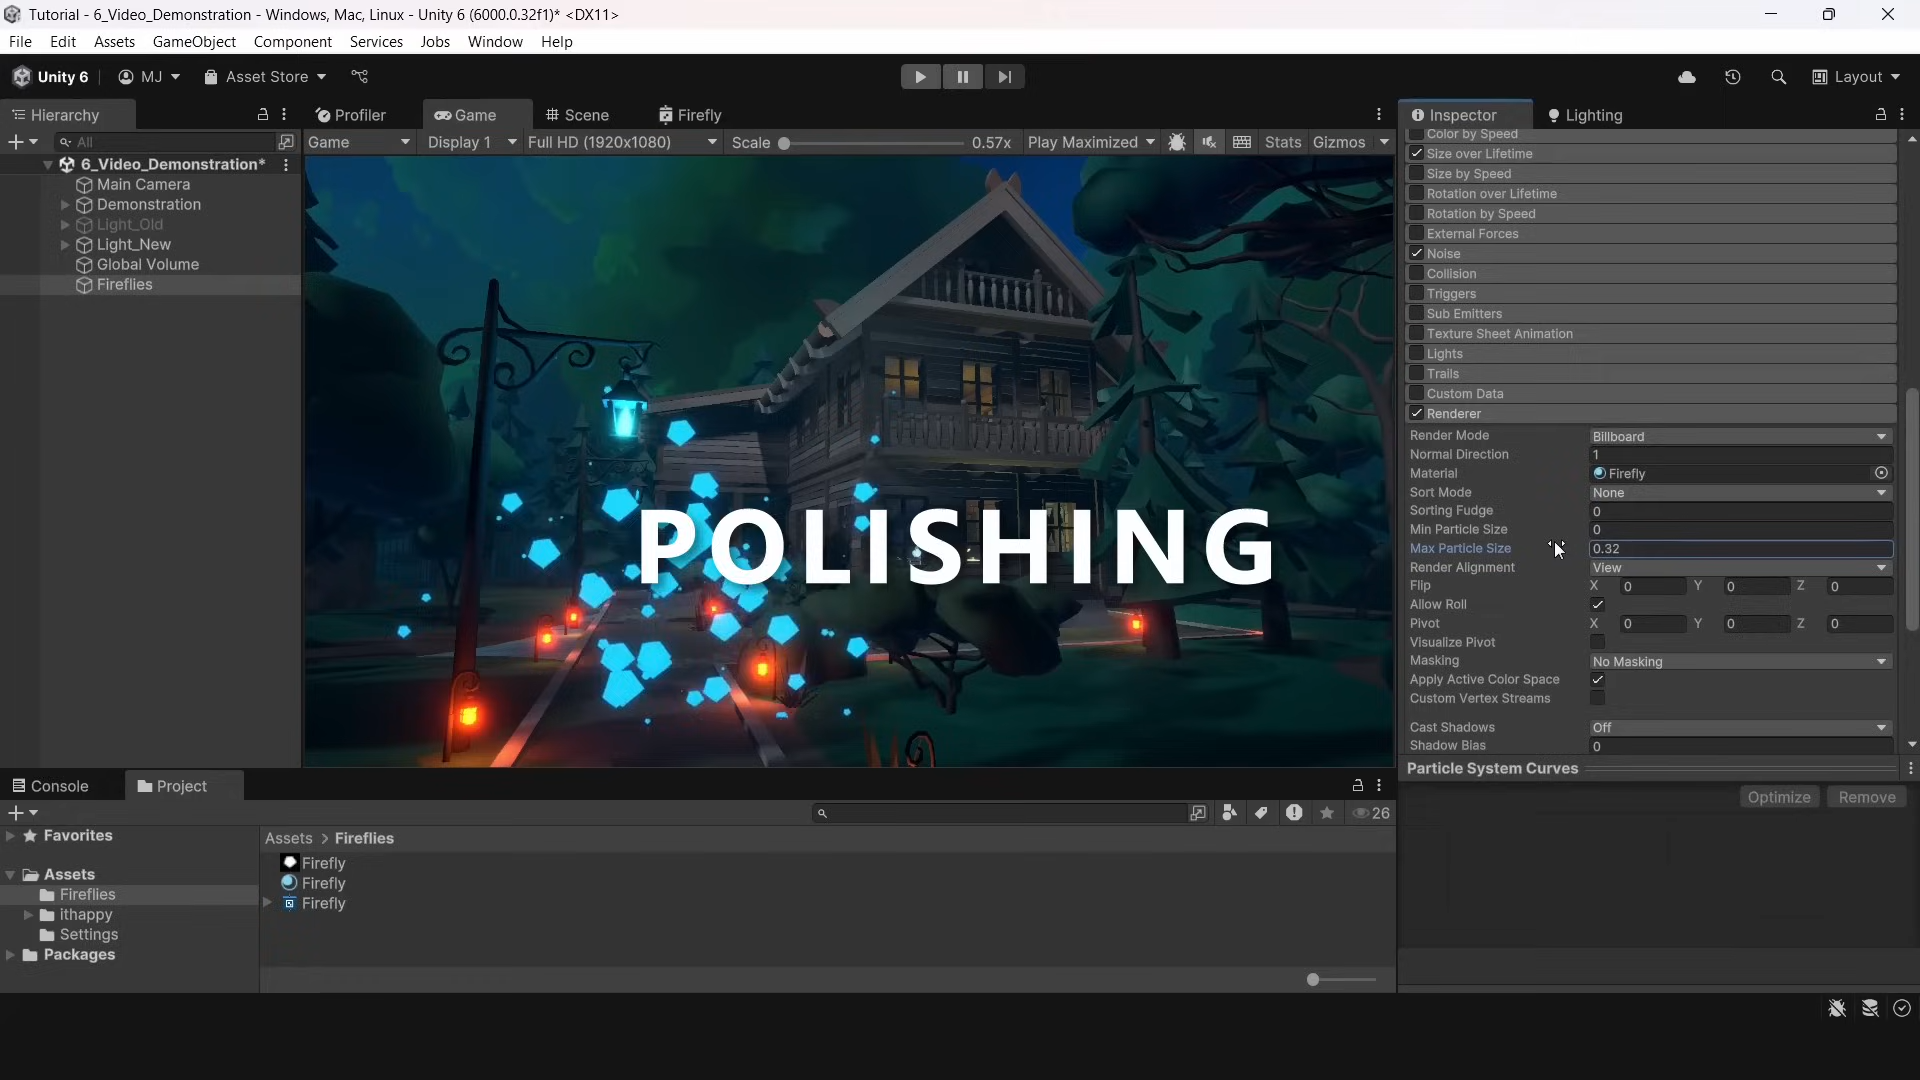 Tutorial - 6_Video_Demonstration - Windows, Mac, Linux - Unity 6 (6000.0.32f1)* <DX11>
File Edit Assets GameObject Component Services Jobs Window Help
Unity 6 MJ Asset Store Layout
Hierarchy Profiler Game Scene Firefly Inspector Lighting
All Game Display 1 Full HD (1920x1080) Scale 0.57x Play Maximized Stats Gizmos
6_Video_Demonstration*
Main Camera
Demonstration
Light_Old
Light_New
Global Volume
Fireflies
POLISHING
Color by Speed
Size over Lifetime
Size by Speed
Rotation over Lifetime
Rotation by Speed
External Forces
Noise
Collision
Triggers
Sub Emitters
Texture Sheet Animation
Lights
Trails
Custom Data
Renderer
Render Mode Billboard
Normal Direction 1
Material Firefly
Sort Mode None
Sorting Fudge 0
Min Particle Size 0
Max Particle Size 0.32
Render Alignment View
Flip X 0 Y 0 Z 0
Allow Roll
Pivot X 0 Y 0 Z 0
Visualize Pivot
Masking No Masking
Apply Active Color Space
Custom Vertex Streams
Cast Shadows Off
Shadow Bias 0
Particle System Curves
Optimize Remove
Console Project
26
Favorites
Assets
Fireflies
ithappy
Settings
Packages
Assets > Fireflies
Firefly
Firefly
Firefly